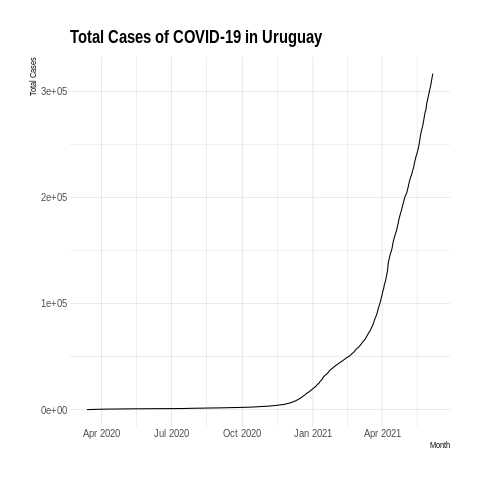 Total Cases of COVID-19 in Uruguay
Total Cases
3e+05
2e+05
1e+05
0e+00
Apr 2020 Jul 2020 Oct 2020 Jan 2021 Apr 2021
Month